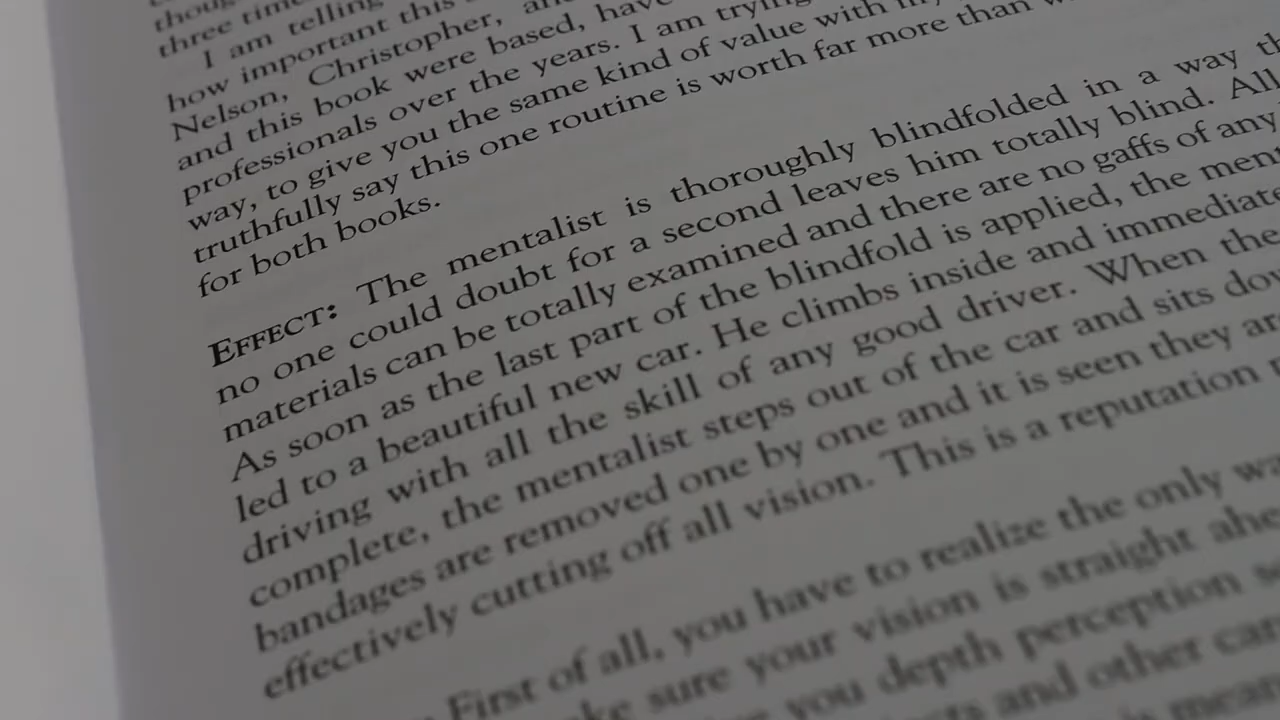 though
three time
I am telling
how important this
Nelson, Christopher, an
and this book were based, have
professionals over the years. I am trying
way, to give you the same kind of value with my
truthfully say this one routine is worth far more than w
for both books.
EFFECT: The mentalist is thoroughly blindfolded in a way th
no one could doubt for a second leaves him totally blind. All
materials can be totally examined and there are no gaffs of any
As soon as the last part of the blindfold is applied, the ment
led to a beautiful new car. He climbs inside and immediate
driving with all the skill of any good driver. When the
complete, the mentalist steps out of the car and sits dow
bandages are removed one by one and it is seen they ar
effectively cutting off all vision. This is a reputation
First of all, you have to realize the only wa
ke sure your vision is straight ahe
you depth perception s
and other car
mean